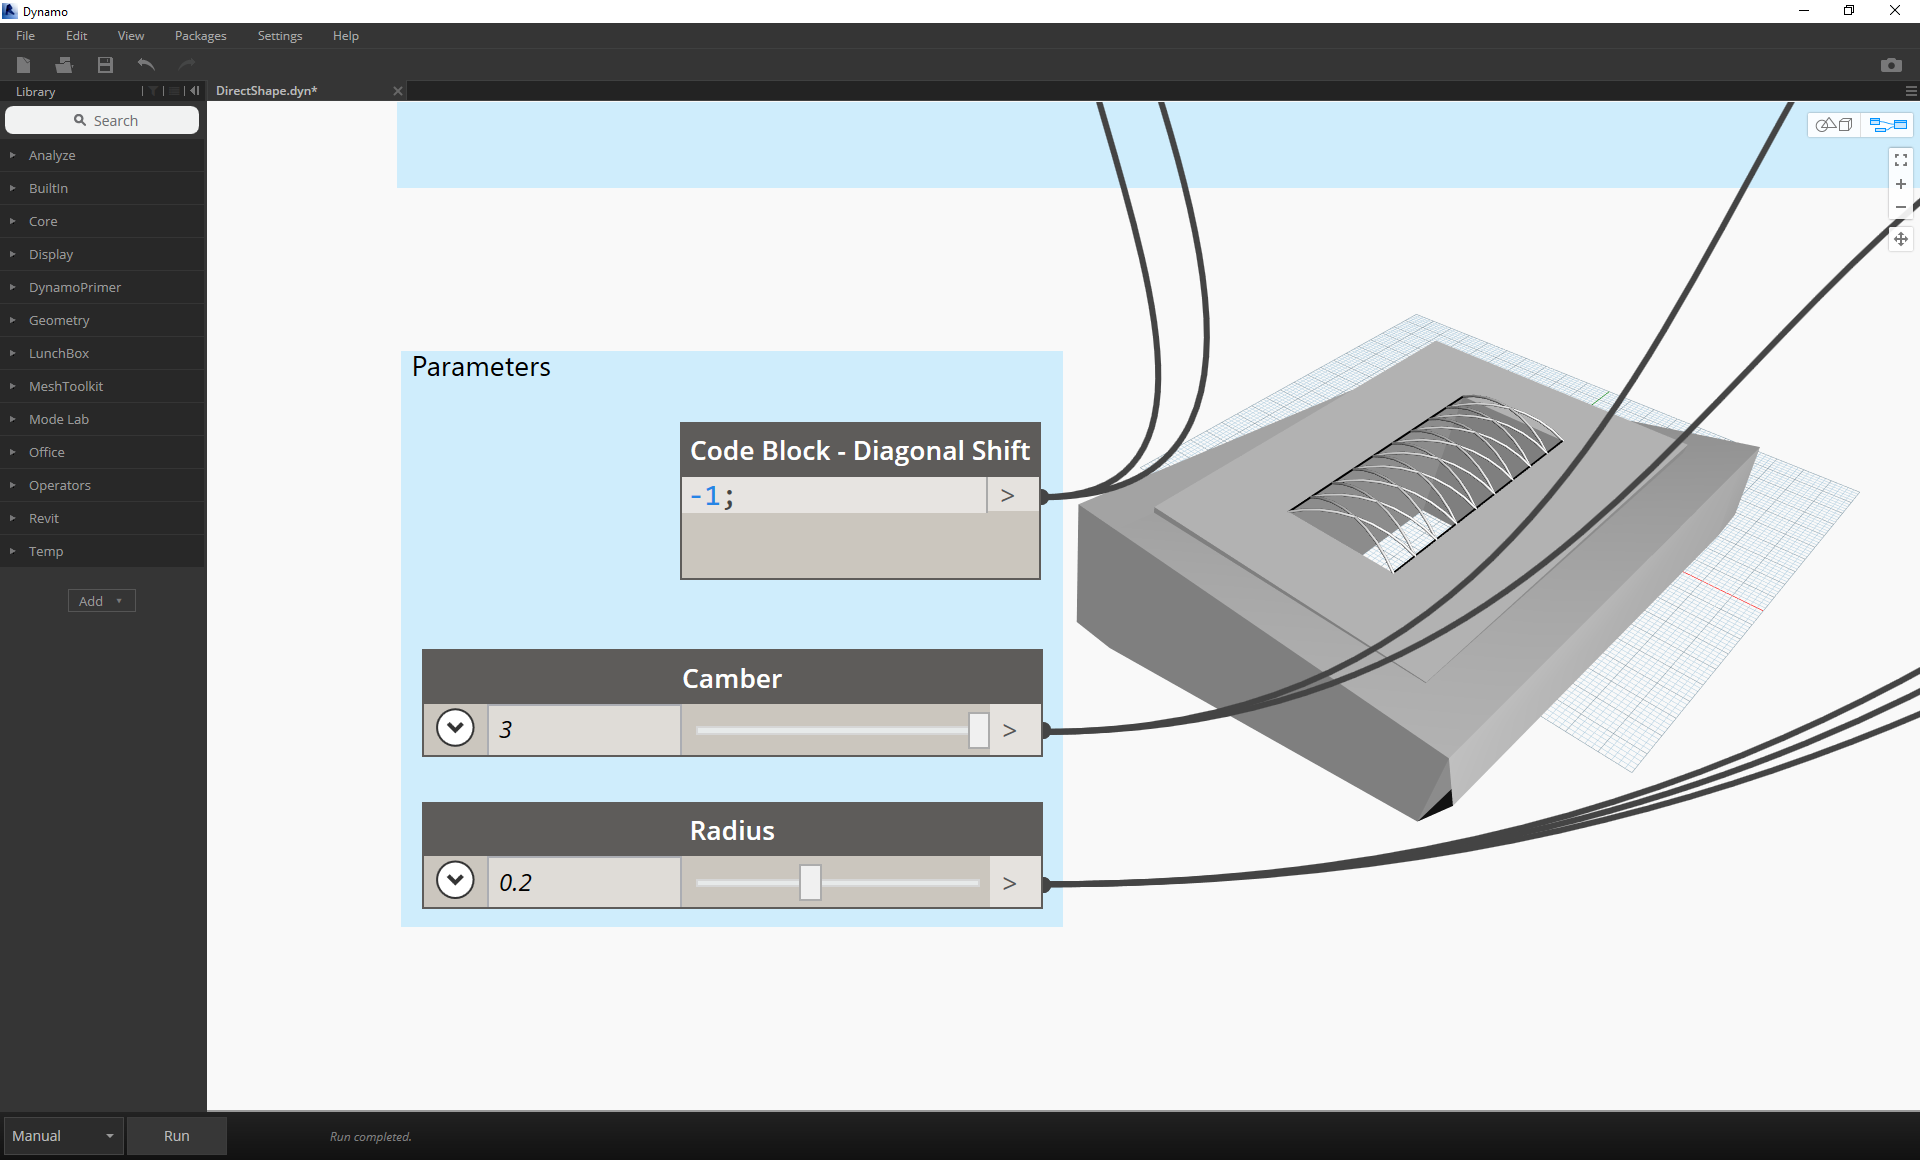 Dynamo
File Edit View Packages Settings Help
Library
DirectShape.dyn*
Search
Analyze
BuiltIn
Core
Display
DynamoPrimer
Geometry
LunchBox
MeshToolkit
Mode Lab
Office
Operators
Revit
Temp
Add
Parameters
Code Block - Diagonal Shift
-1; >
Camber
3 >
Radius
0.2 >
Manual Run Run completed.